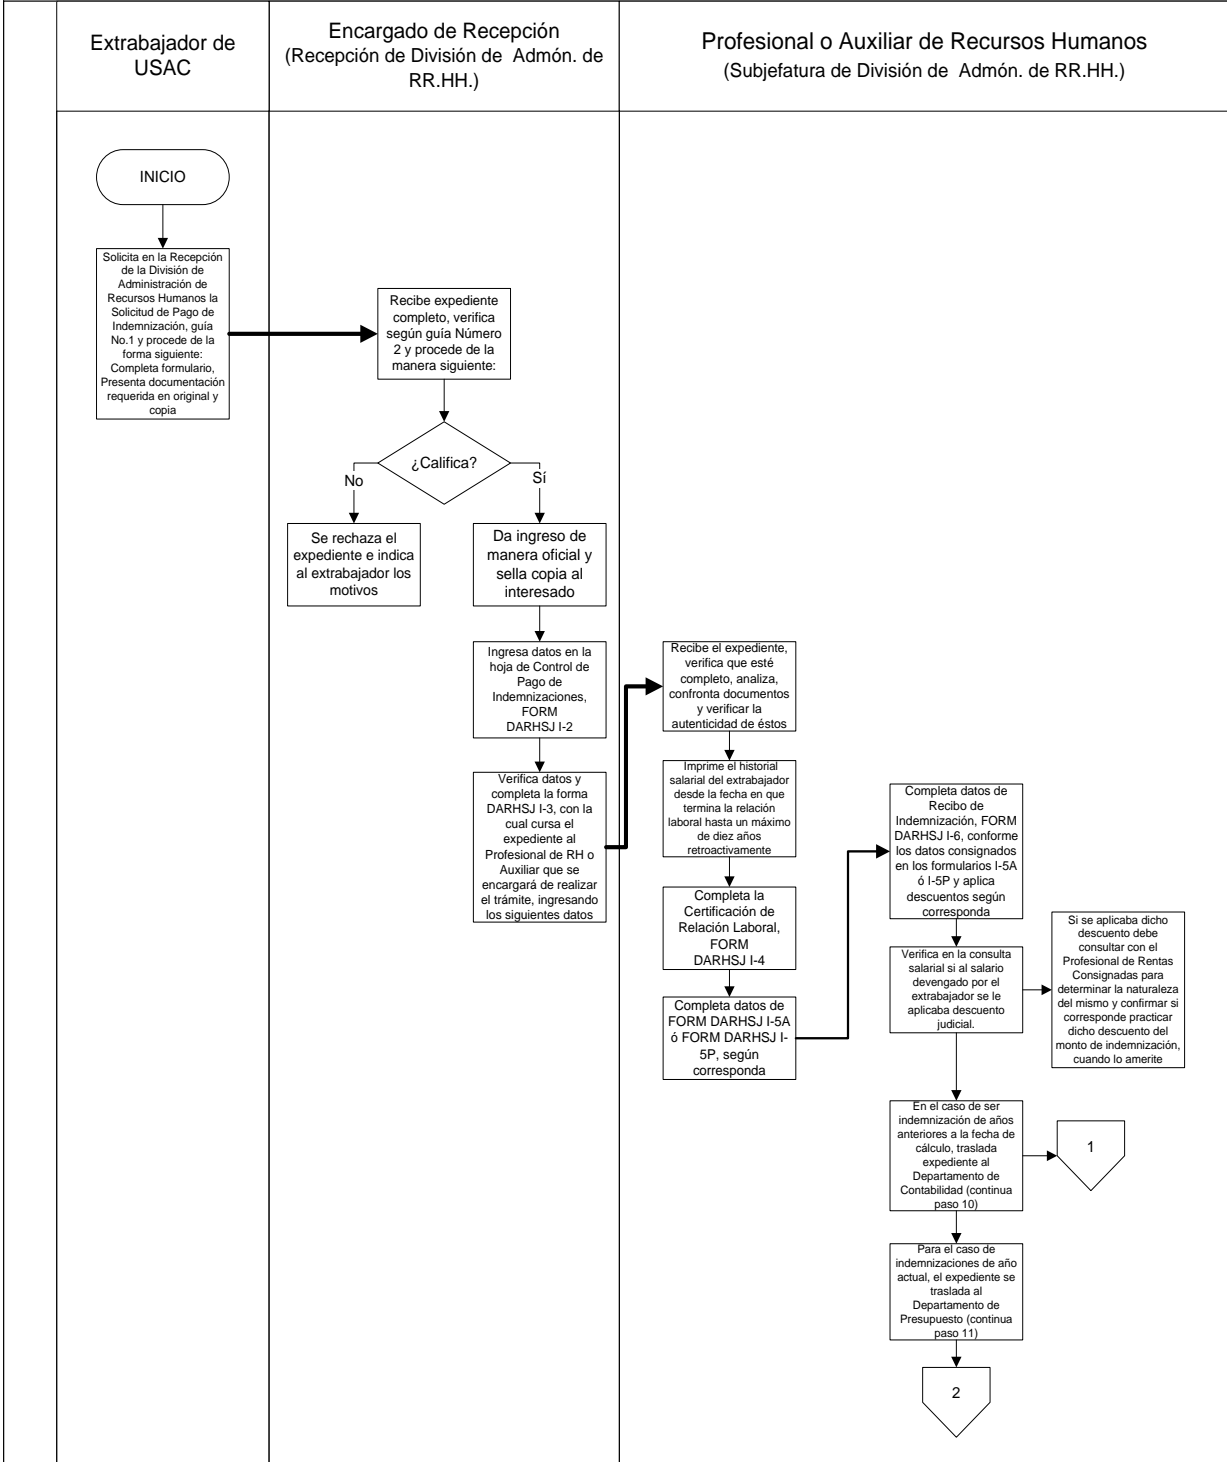 Extrabajador de
USAC
Encargado de Recepción
(Recepción de División de  Admón. de
RR.HH.)
Profesional o Auxiliar de Recursos Humanos
(Subjefatura de División de  Admón. de RR.HH.)
INICIO
Solicita en la Recepción
de la División de
Administración de
Recursos Humanos la
Solicitud de Pago de
Indemnización, guía
No.1 y procede de la
forma siguiente:
Completa formulario,
Presenta documentación
requerida en original y
copia
Recibe expediente
completo, verifica
según guía Número
2 y procede de la
manera siguiente:
¿Califica?
No
Sí
Se rechaza el
expediente e indica
al extrabajador los
motivos
Da ingreso de
manera oficial y
sella copia al
interesado
Ingresa datos en la
hoja de Control de
Pago de
Indemnizaciones,
FORM
DARHSJ I-2
Verifica datos y
completa la forma
DARHSJ I-3, con la
cual cursa el
expediente al
Profesional de RH o
Auxiliar que se
encargará de realizar
el trámite, ingresando
los siguientes datos
Recibe el expediente,
verifica que esté
completo, analiza,
confronta documentos
y verificar la
autenticidad de éstos
Imprime el historial
salarial del extrabajador
desde la fecha en que
termina la relación
laboral hasta un máximo
de diez años
retroactivamente
Completa la
Certificación de
Relación Laboral,
FORM
DARHSJ I-4
Completa datos de
FORM DARHSJ I-5A
ó FORM DARHSJ I-
5P, según
corresponda
Completa datos de
Recibo de
Indemnización, FORM
DARHSJ I-6, conforme
los datos consignados
en los formularios I-5A
ó I-5P y aplica
descuentos según
corresponda
Verifica en la consulta
salarial si al salario
devengado por el
extrabajador se le
aplicaba descuento
judicial.
Si se aplicaba dicho
descuento debe
consultar con el
Profesional de Rentas
Consignadas para
determinar la naturaleza
del mismo y confirmar si
corresponde practicar
dicho descuento del
monto de indemnización,
cuando lo amerite
En el caso de ser
indemnización de años
anteriores a la fecha de
cálculo, traslada
expediente al
Departamento de
Contabilidad (continua
paso 10)
1
Para el caso de
indemnizaciones de año
actual, el expediente se
traslada al
Departamento de
Presupuesto (continua
paso 11)
2